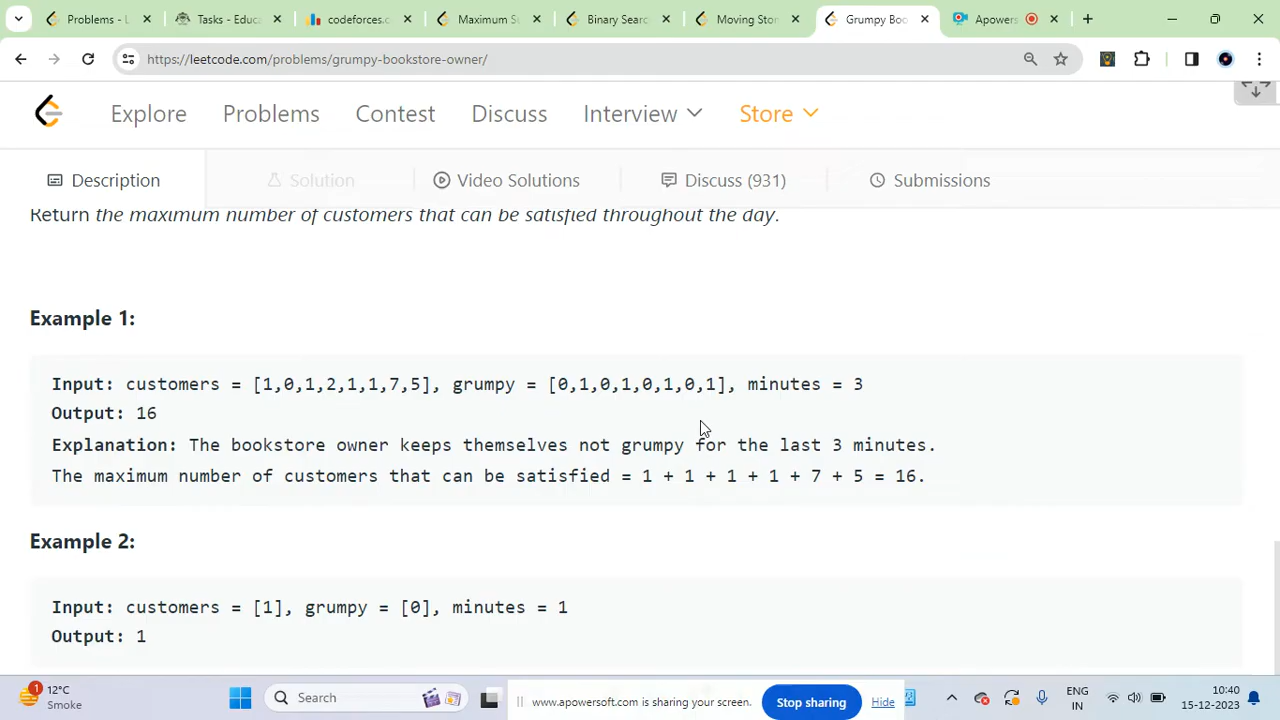 Problems - L
Tasks - Educa
codeforces.c
Maximum Su
Binary Searc
Moving Ston
Grumpy Boo
Apowers
https://leetcode.com/problems/grumpy-bookstore-owner/
Explore
Problems
Contest
Discuss
Interview
Store
Description
Solution
Video Solutions
Discuss (931)
Submissions
Return the maximum number of customers that can be satisfied throughout the day.
Example 1:
Input: customers = [1,0,1,2,1,1,7,5], grumpy = [0,1,0,1,0,1,0,1], minutes = 3
Output: 16
Explanation: The bookstore owner keeps themselves not grumpy for the last 3 minutes.
The maximum number of customers that can be satisfied = 1 + 1 + 1 + 1 + 7 + 5 = 16.
Example 2:
Input: customers = [1], grumpy = [0], minutes = 1
Output: 1
1
12°C
Smoke
Search
www.apowersoft.com is sharing your screen.
Stop sharing
Hide
ENG
IN
10:40
15-12-2023